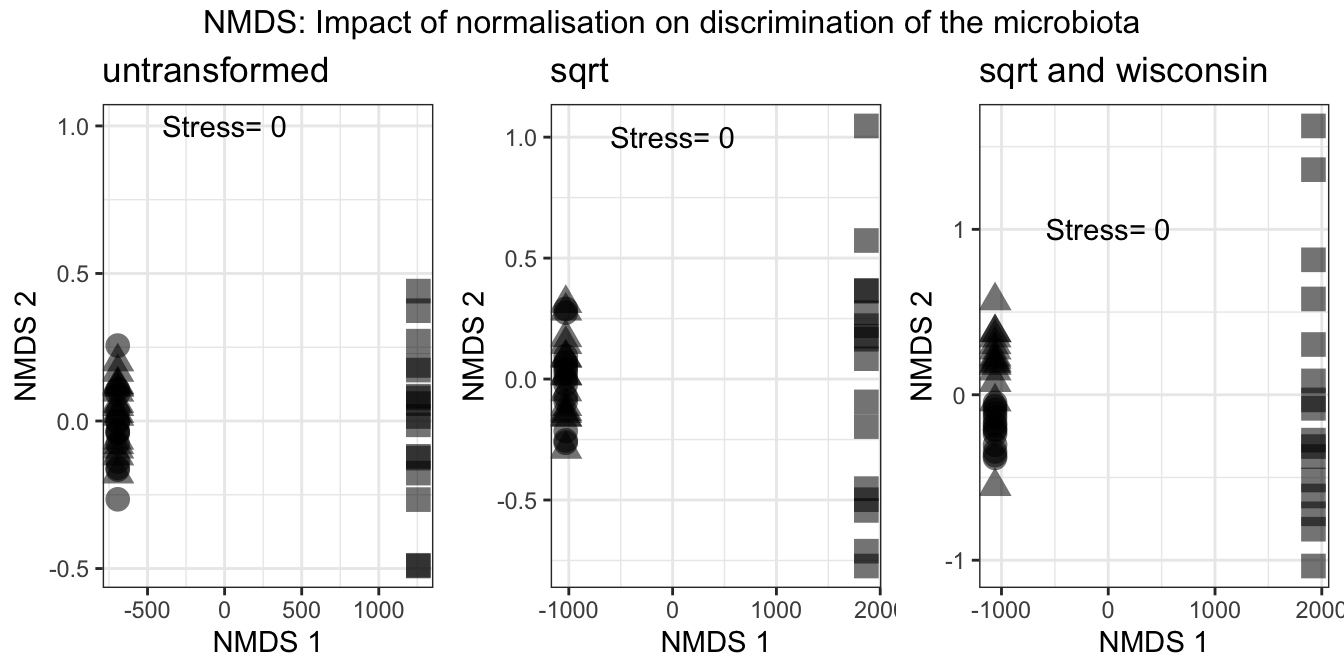 NMDS: Impact of normalisation on discrimination of the microbiota
untransformed
Stress= 0
1.0
0.5
0.0
-0.5
NMDS 2
-500 0 500 1000
NMDS 1
sqrt
Stress= 0
1.0
0.5
0.0
-0.5
NMDS 2
-1000 0 1000 200
NMDS 1
sqrt and wisconsin
Stress= 0
1
0
-1
NMDS 2
-1000 0 1000 2000
NMDS 1